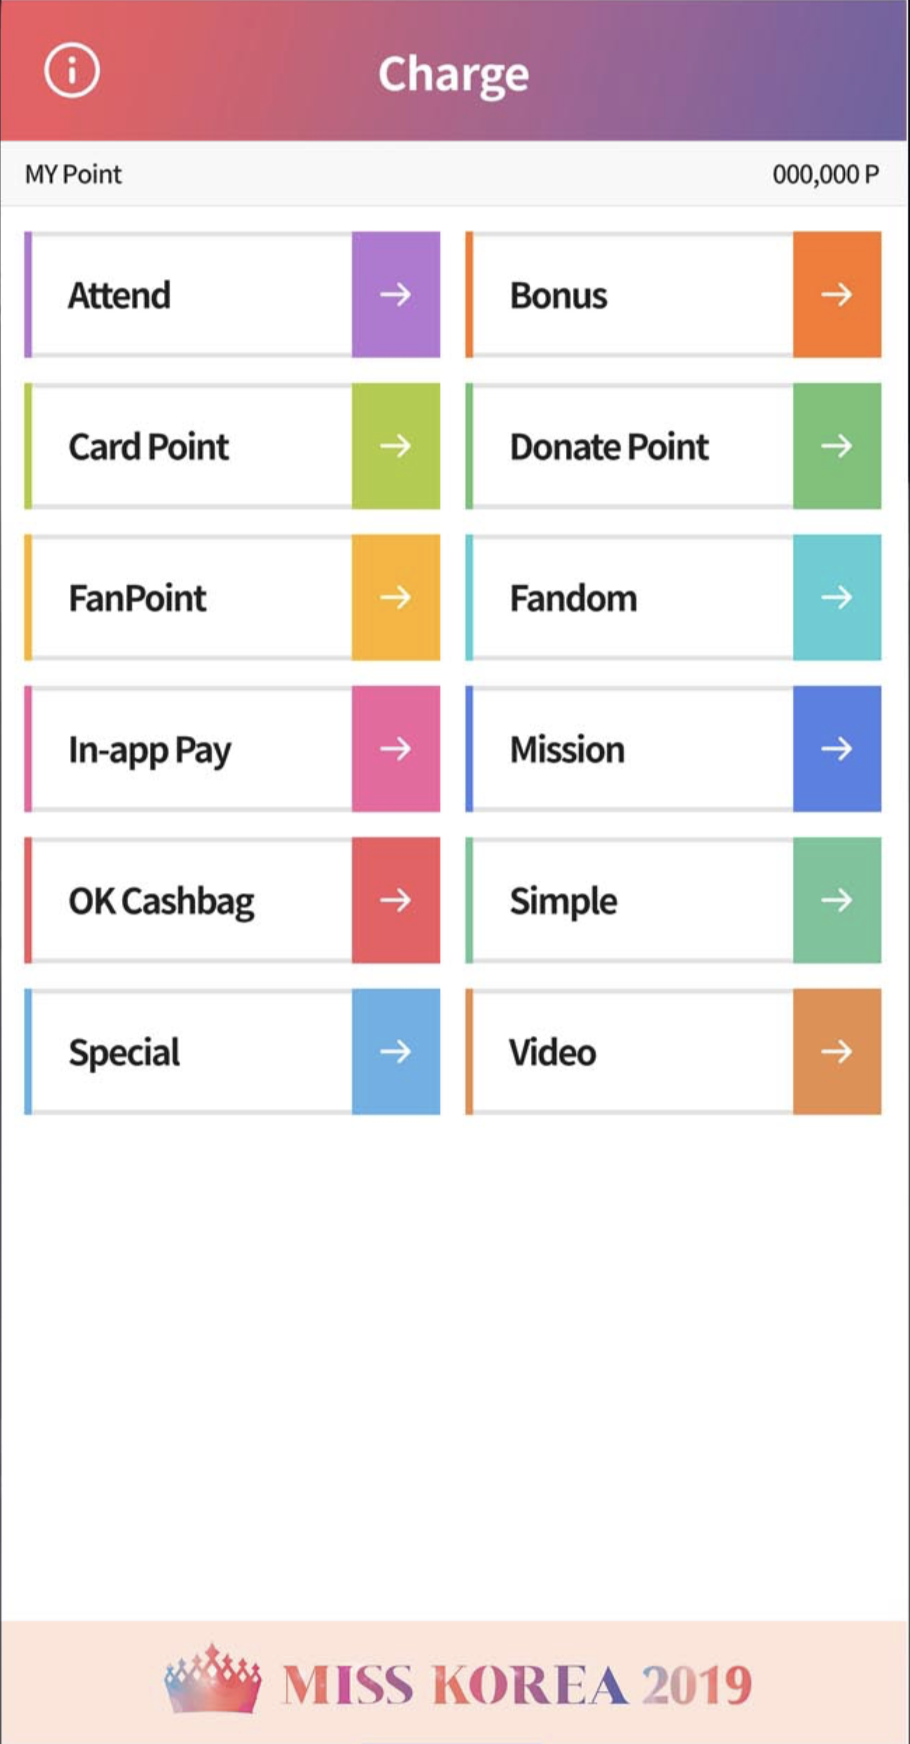 Charge
MY Point 000,000 P
Attend
Bonus
Card Point
Donate Point
FanPoint
Fandom
In-app Pay
Mission
OK Cashbag
Simple
Special
Video
MISS KOREA 2019